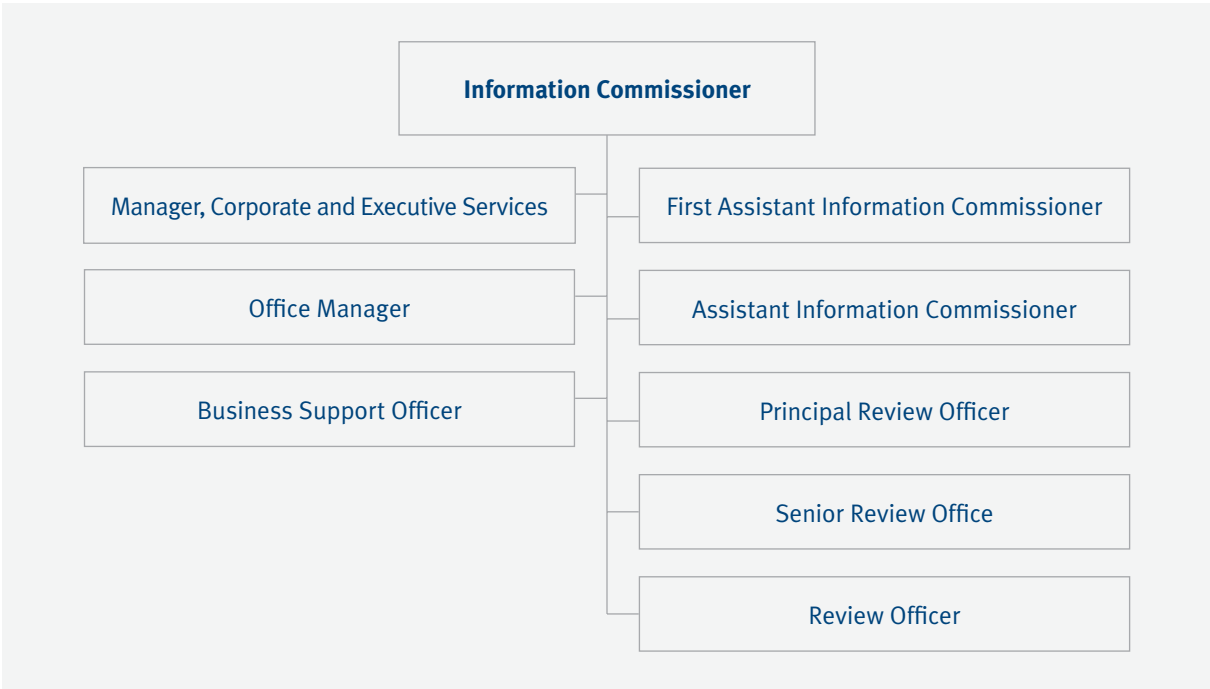 Information Commissioner
Manager, Corporate and Executive Services
First Assistant Information Commissioner
Office Manager
Assistant Information Commissioner
Business Support Officer
Principal Review Officer
Senior Review Office
Review Officer